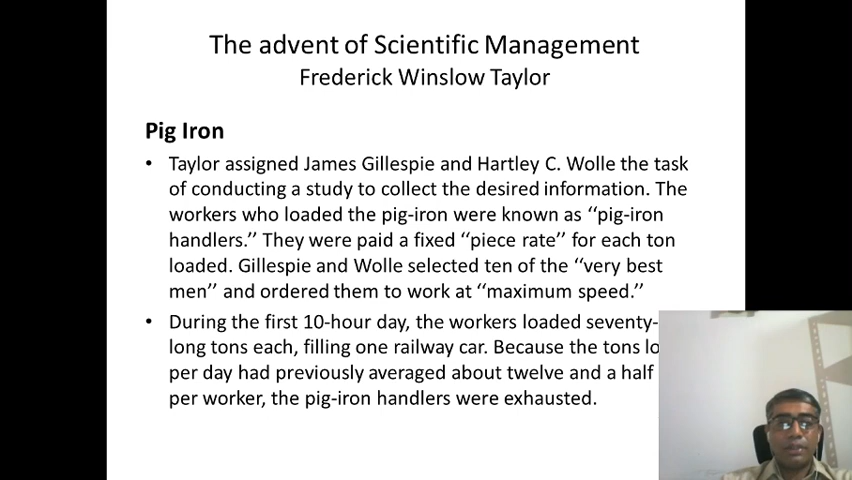 The advent of Scientific Management
Frederick Winslow Taylor
Pig Iron
• Taylor assigned James Gillespie and Hartley C. Wolle the task
of conducting a study to collect the desired information. The
workers who loaded the pig-iron were known as ‘‘pig-iron
handlers.’’ They were paid a fixed ‘‘piece rate’’ for each ton
loaded. Gillespie and Wolle selected ten of the ‘‘very best
men’’ and ordered them to work at ‘‘maximum speed.’’
• During the first 10-hour day, the workers loaded seventy-
long tons each, filling one railway car. Because the tons
per day had previously averaged about twelve and a half
per worker, the pig-iron handlers were exhausted.